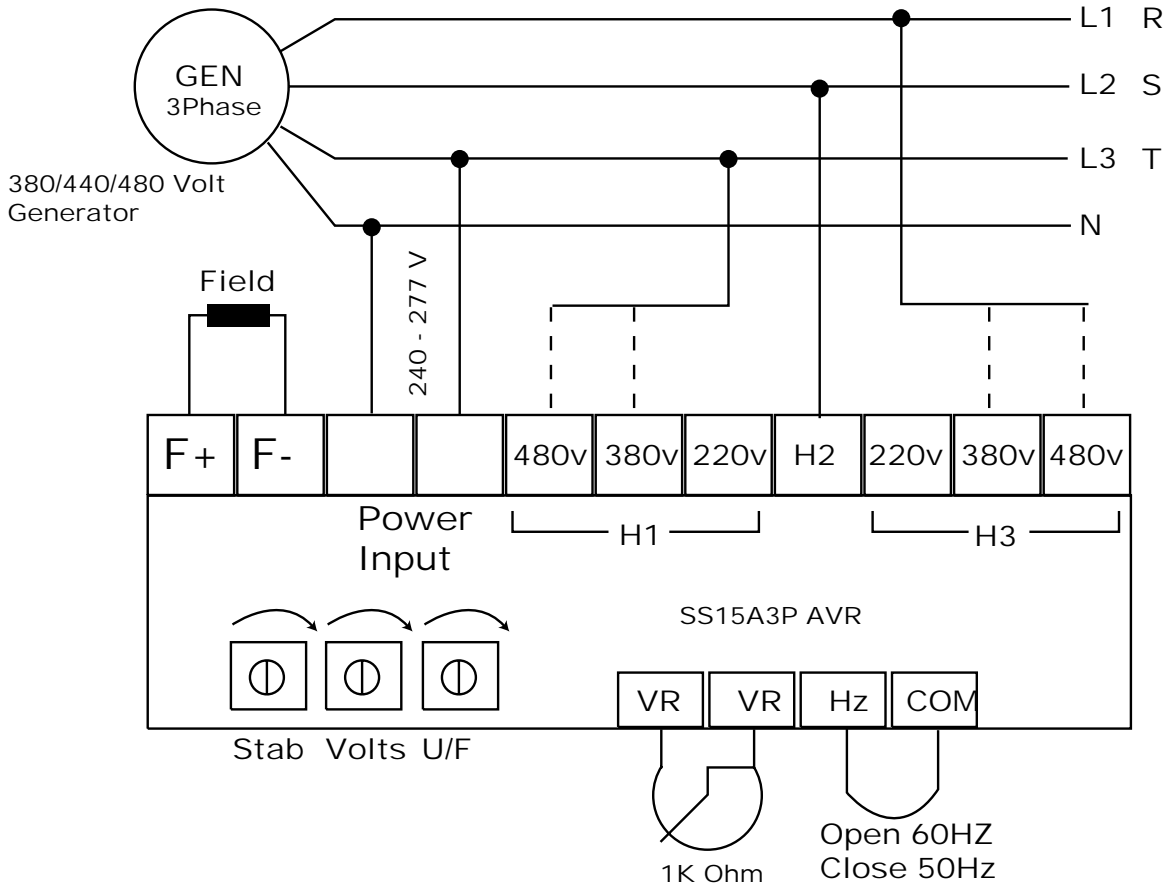 GEN
3Phase
L1 R
L2 S
L3 T
N
380/440/480 Volt
Generator
Field
240 - 277 V
F+ F- 480v 380v 220v H2 220v 380v 480v
Power
Input
H1
H3
SS15A3P AVR
VR VR Hz COM
Stab Volts U/F
1K Ohm
Open 60HZ
Close 50Hz